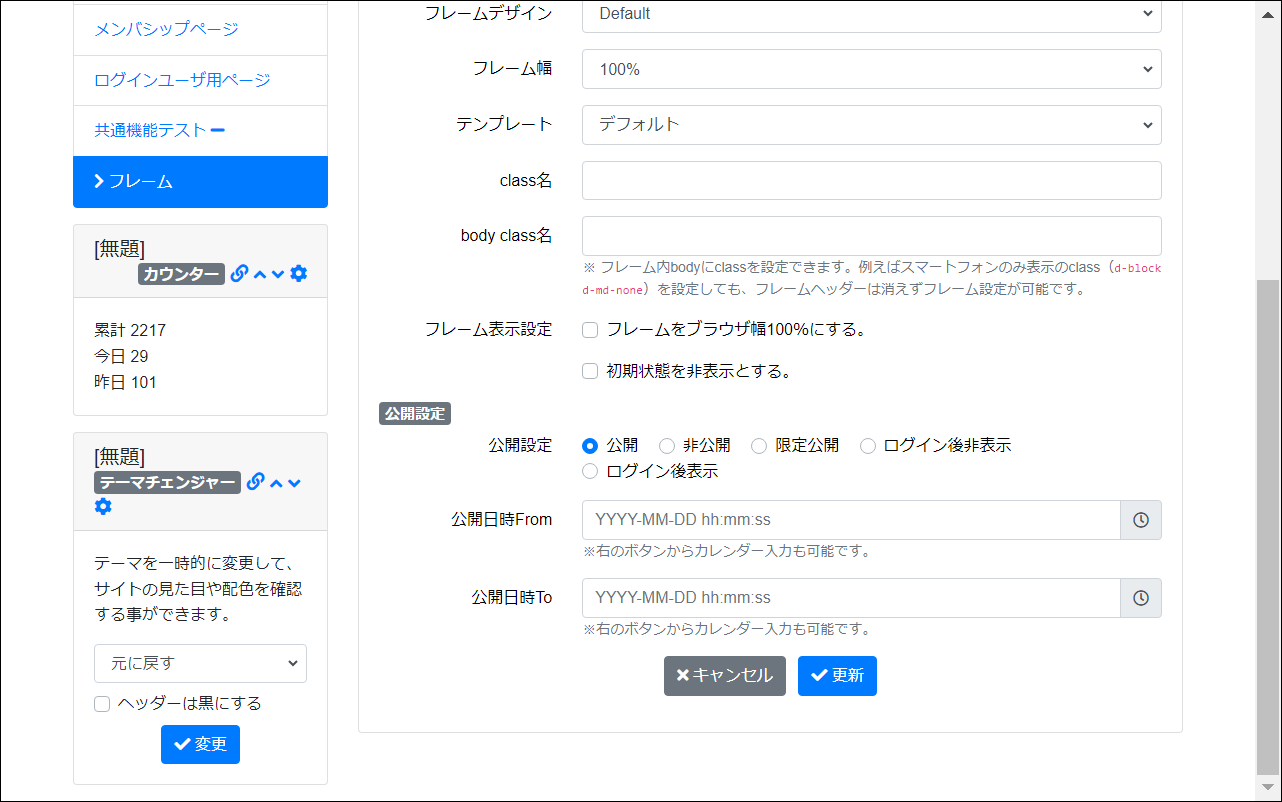 メンバシップページ
ログインユーザ用ページ
共通機能テスト
フレーム
[無題]
カウンター
累計 2217
今日 29
昨日 101
[無題]
テーマチェンジャー
テーマを一時的に変更して、
サイトの見た目や配色を確認
する事ができます。
元に戻す
ヘッダーは黒にする
変更
フレームデザイン Default
フレーム幅 100%
テンプレート デフォルト
class名
body class名
※ フレーム内bodyにclassを設定できます。例えばスマートフォンのみ表示のclass（d-block
d-md-none）を設定しても、フレームヘッダーは消えずフレーム設定が可能です。
フレーム表示設定 フレームをブラウザ幅100%にする。
初期状態を非表示とする。
公開設定
公開設定 公開 非公開 限定公開 ログイン後非表示
ログイン後表示
公開日時From YYYY-MM-DD hh:mm:ss
※右のボタンからカレンダー入力も可能です。
公開日時To YYYY-MM-DD hh:mm:ss
※右のボタンからカレンダー入力も可能です。
キャンセル 更新